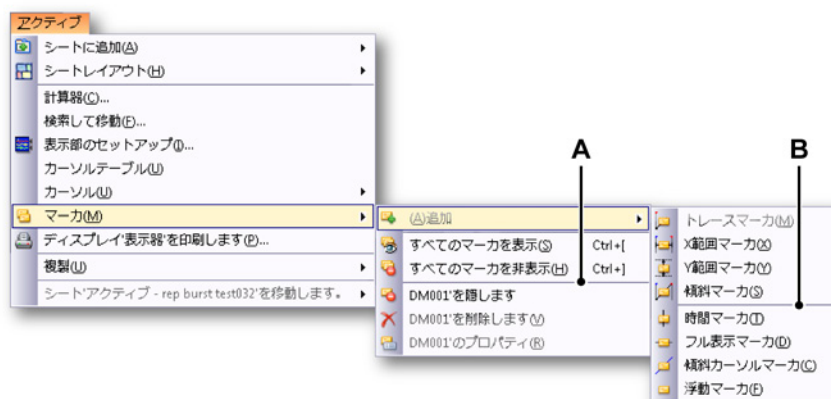 アクティブ
シートに追加(A)
シートレイアウト(H)
計算器(C)...
検索して移動(F)...
表示部のセットアップ(I)...
カーソルテーブル(U)
カーソル(U)
マーカ(M)
ディスプレイ'表示器'を印刷します(P)...
複製(U)
シート'アクティブ - rep burst test032'を移動します。
A
(A)追加
すべてのマーカを表示(S) Ctrl+[
すべてのマーカを非表示(H) Ctrl+]
DM001'を隠します
DM001'を削除します(V)
DM001'のプロパティ(R)
B
トレースマーカ(M)
X範囲マーカ(X)
Y範囲マーカ(Y)
傾斜マーカ(S)
時間マーカ(T)
フル表示マーカ(D)
傾斜カーソルマーカ(C)
浮動マーカ(F)